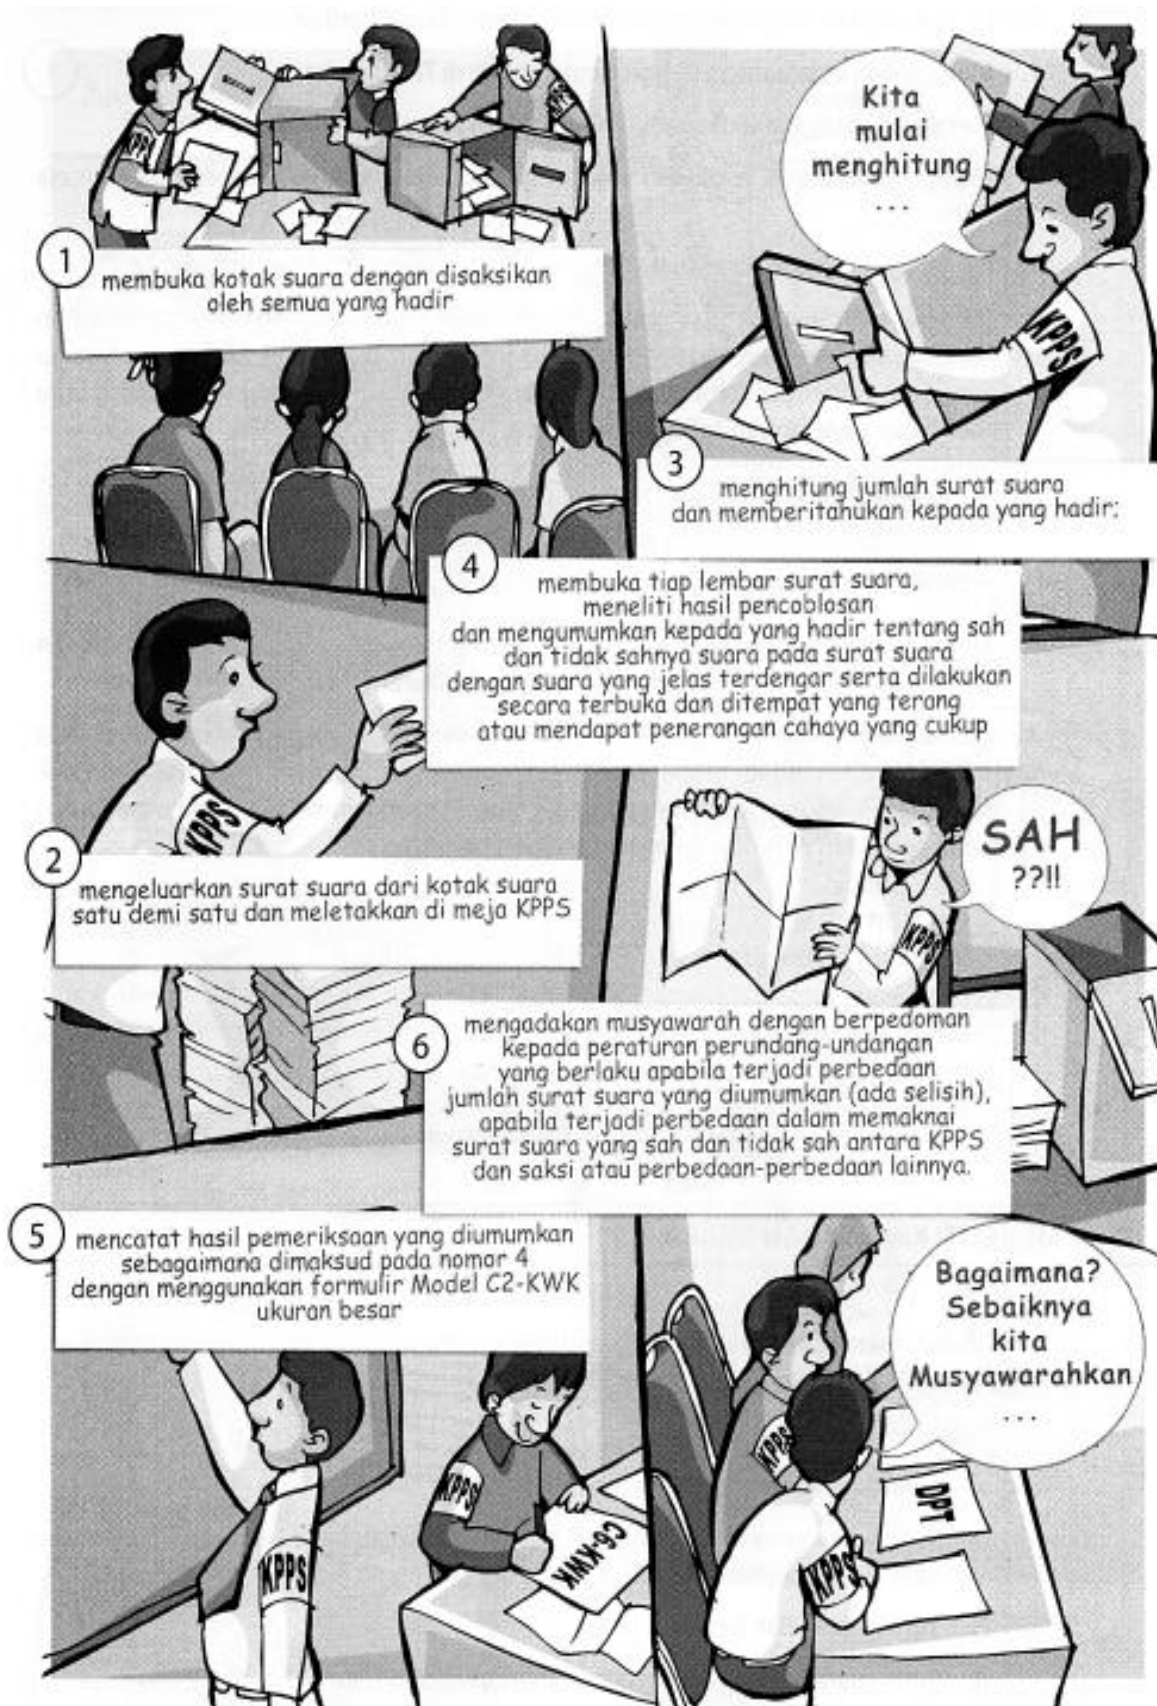 KPPS
KPPS
1
membuka kotak suara dengan disaksikan
oleh semua yang hadir
Kita
mulai
menghitung
...
KPPS
3
menghitung jumlah surat suara
dan memberitahukan kepada yang hadir;
4
membuka tiap lembar surat suara,
meneliti hasil pencoblosan
dan mengumumkan kepada yang hadir tentang sah
dan tidak sahnya suara pada surat suara
dengan suara yang jelas terdengar serta dilakukan
secara terbuka dan ditempat yang terang
atau mendapat penerangan cahaya yang cukup
KPPS
2
mengeluarkan surat suara dari kotak suara
satu demi satu dan meletakkan di meja KPPS
SAH
??!!
KPPS
6
mengadakan musyawarah dengan berpedoman
kepada peraturan perundang-undangan
yang berlaku apabila terjadi perbedaan
jumlah surat suara yang diumumkan (ada selisih),
apabila terjadi perbedaan dalam memaknai
surat suara yang sah dan tidak sah antara KPPS
dan saksi atau perbedaan-perbedaan lainnya.
5
mencatat hasil pemeriksaan yang diumumkan
sebagaimana dimaksud pada nomor 4
dengan menggunakan formulir Model C2-KWK
ukuran besar
Bagaimana?
Sebaiknya
kita
Musyawarahkan
...
KPPS
KPPS
C6-KWK
KPPS
DPT
KPPS